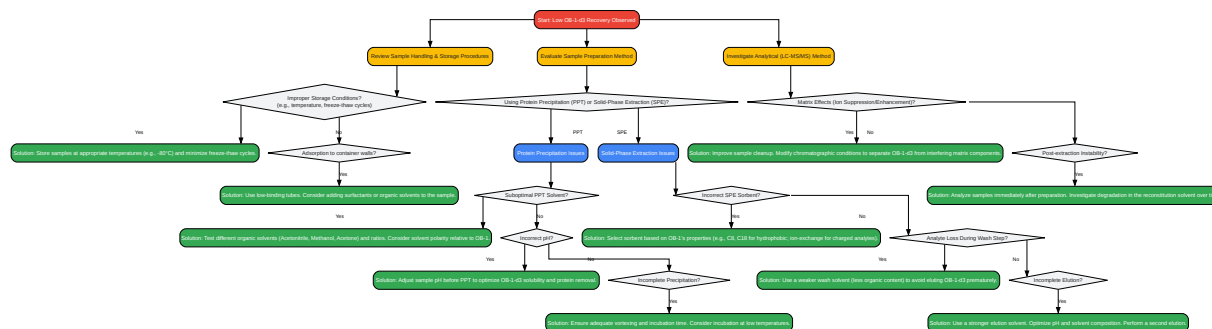 Start: Low OB-1-d3 Recovery Observed
Review Sample Handling & Storage Procedures
Evaluate Sample Preparation Method
Investigate Analytical (LC-MS/MS) Method
Improper Storage Conditions?
(e.g., temperature, freeze-thaw cycles)
Using Protein Precipitation (PPT) or Solid-Phase Extraction (SPE)?
Matrix Effects (Ion Suppression/Enhancement)?
Yes
No
PPT
SPE
Yes
No
Solution: Store samples at appropriate temperatures (e.g., -80°C) and minimize freeze-thaw cycles.
Adsorption to container walls?
Protein Precipitation Issues
Solid-Phase Extraction Issues
Solution: Improve sample cleanup. Modify chromatographic conditions to separate OB-1-d3 from interfering matrix components.
Post-extraction Instability?
Yes
Yes
Solution: Use low-binding tubes. Consider adding surfactants or organic solvents to the sample.
Suboptimal PPT Solvent?
Incorrect SPE Sorbent?
Solution: Analyze samples immediately after preparation. Investigate degradation in the reconstitution solvent over
Yes
No
Yes
No
Solution: Test different organic solvents (Acetonitrile, Methanol, Acetone) and ratios. Consider solvent polarity relative to OB-1.
Incorrect pH?
Solution: Select sorbent based on OB-1's properties (e.g., C8, C18 for hydrophobic; ion-exchange for charged analytes).
Analyte Loss During Wash Step?
Yes
No
Yes
No
Solution: Adjust sample pH before PPT to optimize OB-1-d3 solubility and protein removal.
Incomplete Precipitation?
Solution: Use a weaker wash solvent (less organic content) to avoid eluting OB-1-d3 prematurely.
Incomplete Elution?
Yes
Yes
Solution: Ensure adequate vortexing and incubation time. Consider incubation at low temperatures.
Solution: Use a stronger elution solvent. Optimize pH and solvent composition. Perform a second elution.